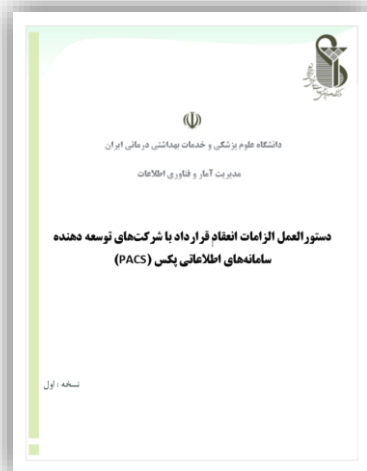 دانشگاه علوم پزشکی و خدمات بهداشتی درمانی ایران
مدیریت آمار و فناوری اطلاعات
دستورالعمل الزامات انعقاد قرارداد با شرکت‌های توسعه دهنده
سامانه‌های اطلاعاتی پکس (PACS)
نسخه : اول